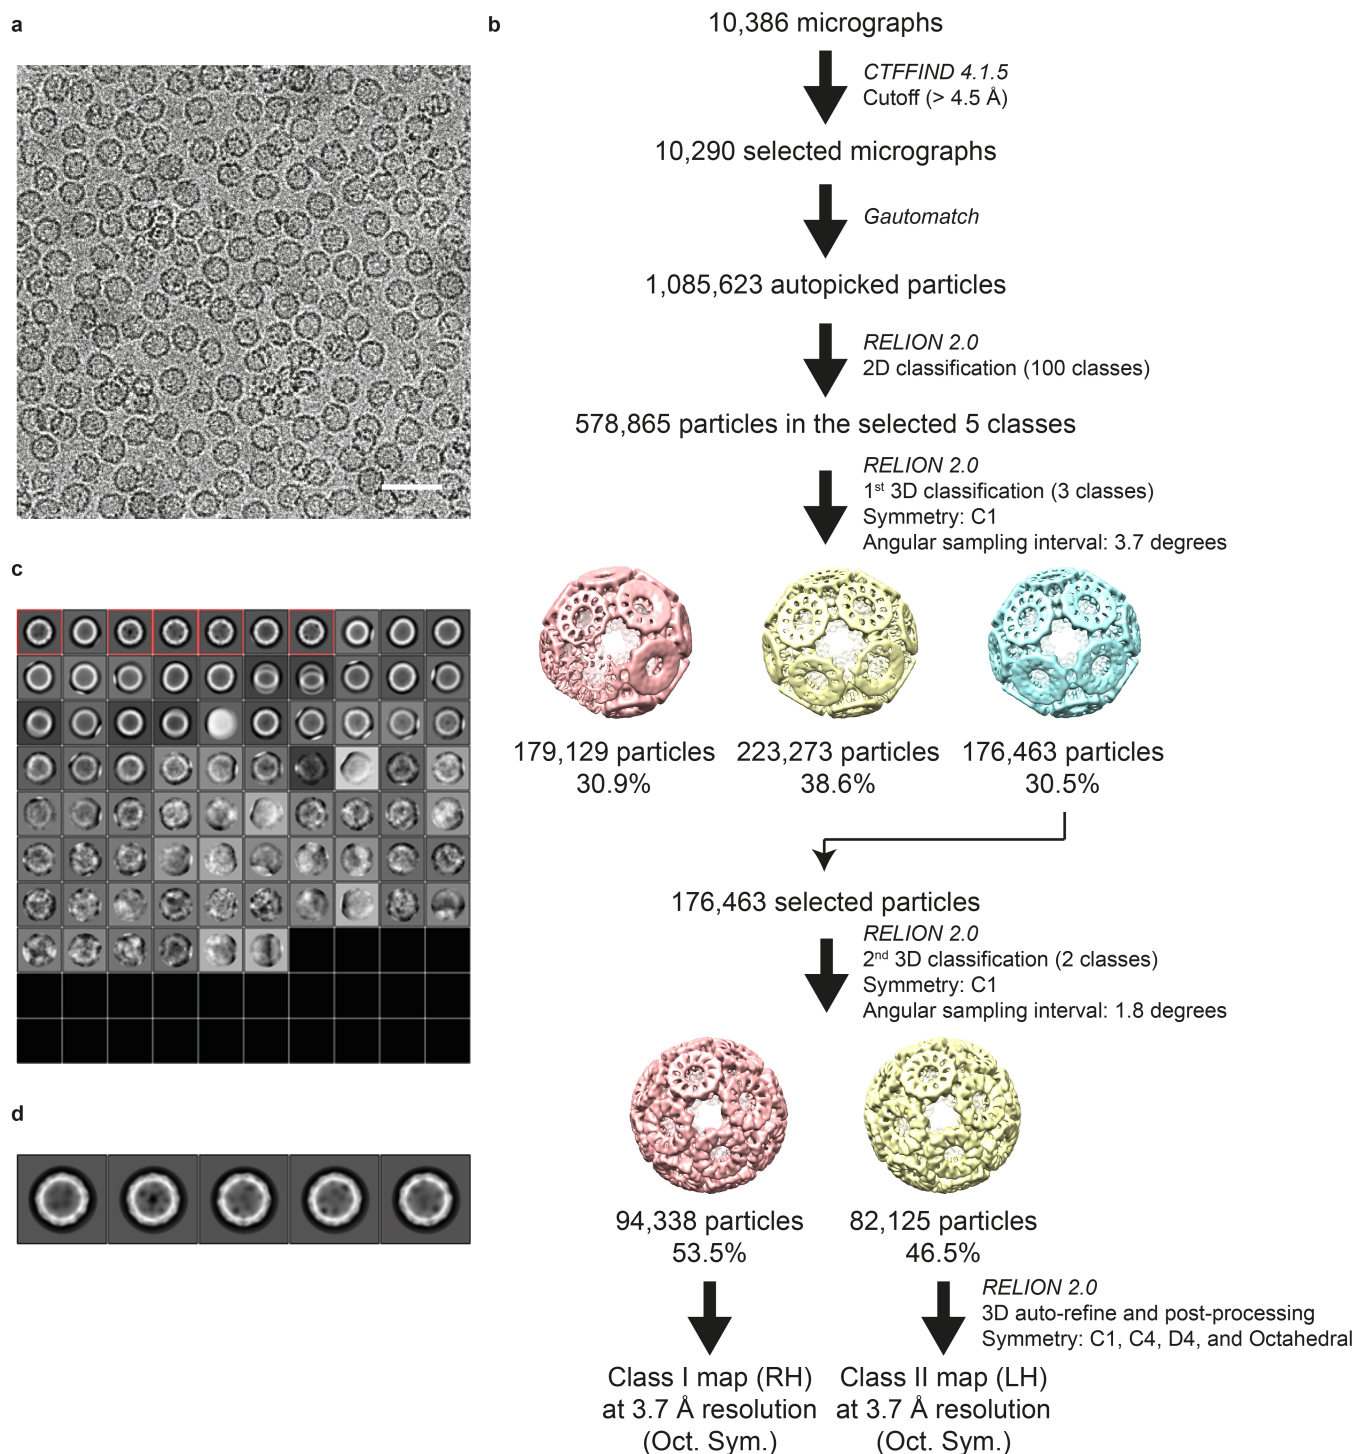 a
b
10,386 micrographs
CTFFIND 4.1.5
Cutoff (> 4.5 Å)
10,290 selected micrographs
Gautomatch
1,085,623 autopicked particles
RELION 2.0
2D classification (100 classes)
578,865 particles in the selected 5 classes
RELION 2.0
1st 3D classification (3 classes)
Symmetry: C1
Angular sampling interval: 3.7 degrees
c
179,129 particles
30.9%
223,273 particles
38.6%
176,463 particles
30.5%
176,463 selected particles
RELION 2.0
2nd 3D classification (2 classes)
Symmetry: C1
Angular sampling interval: 1.8 degrees
d
94,338 particles
53.5%
82,125 particles
46.5%
RELION 2.0
3D auto-refine and post-processing
Symmetry: C1, C4, D4, and Octahedral
Class I map (RH)
at 3.7 Å resolution
(Oct. Sym.)
Class II map (LH)
at 3.7 Å resolution
(Oct. Sym.)